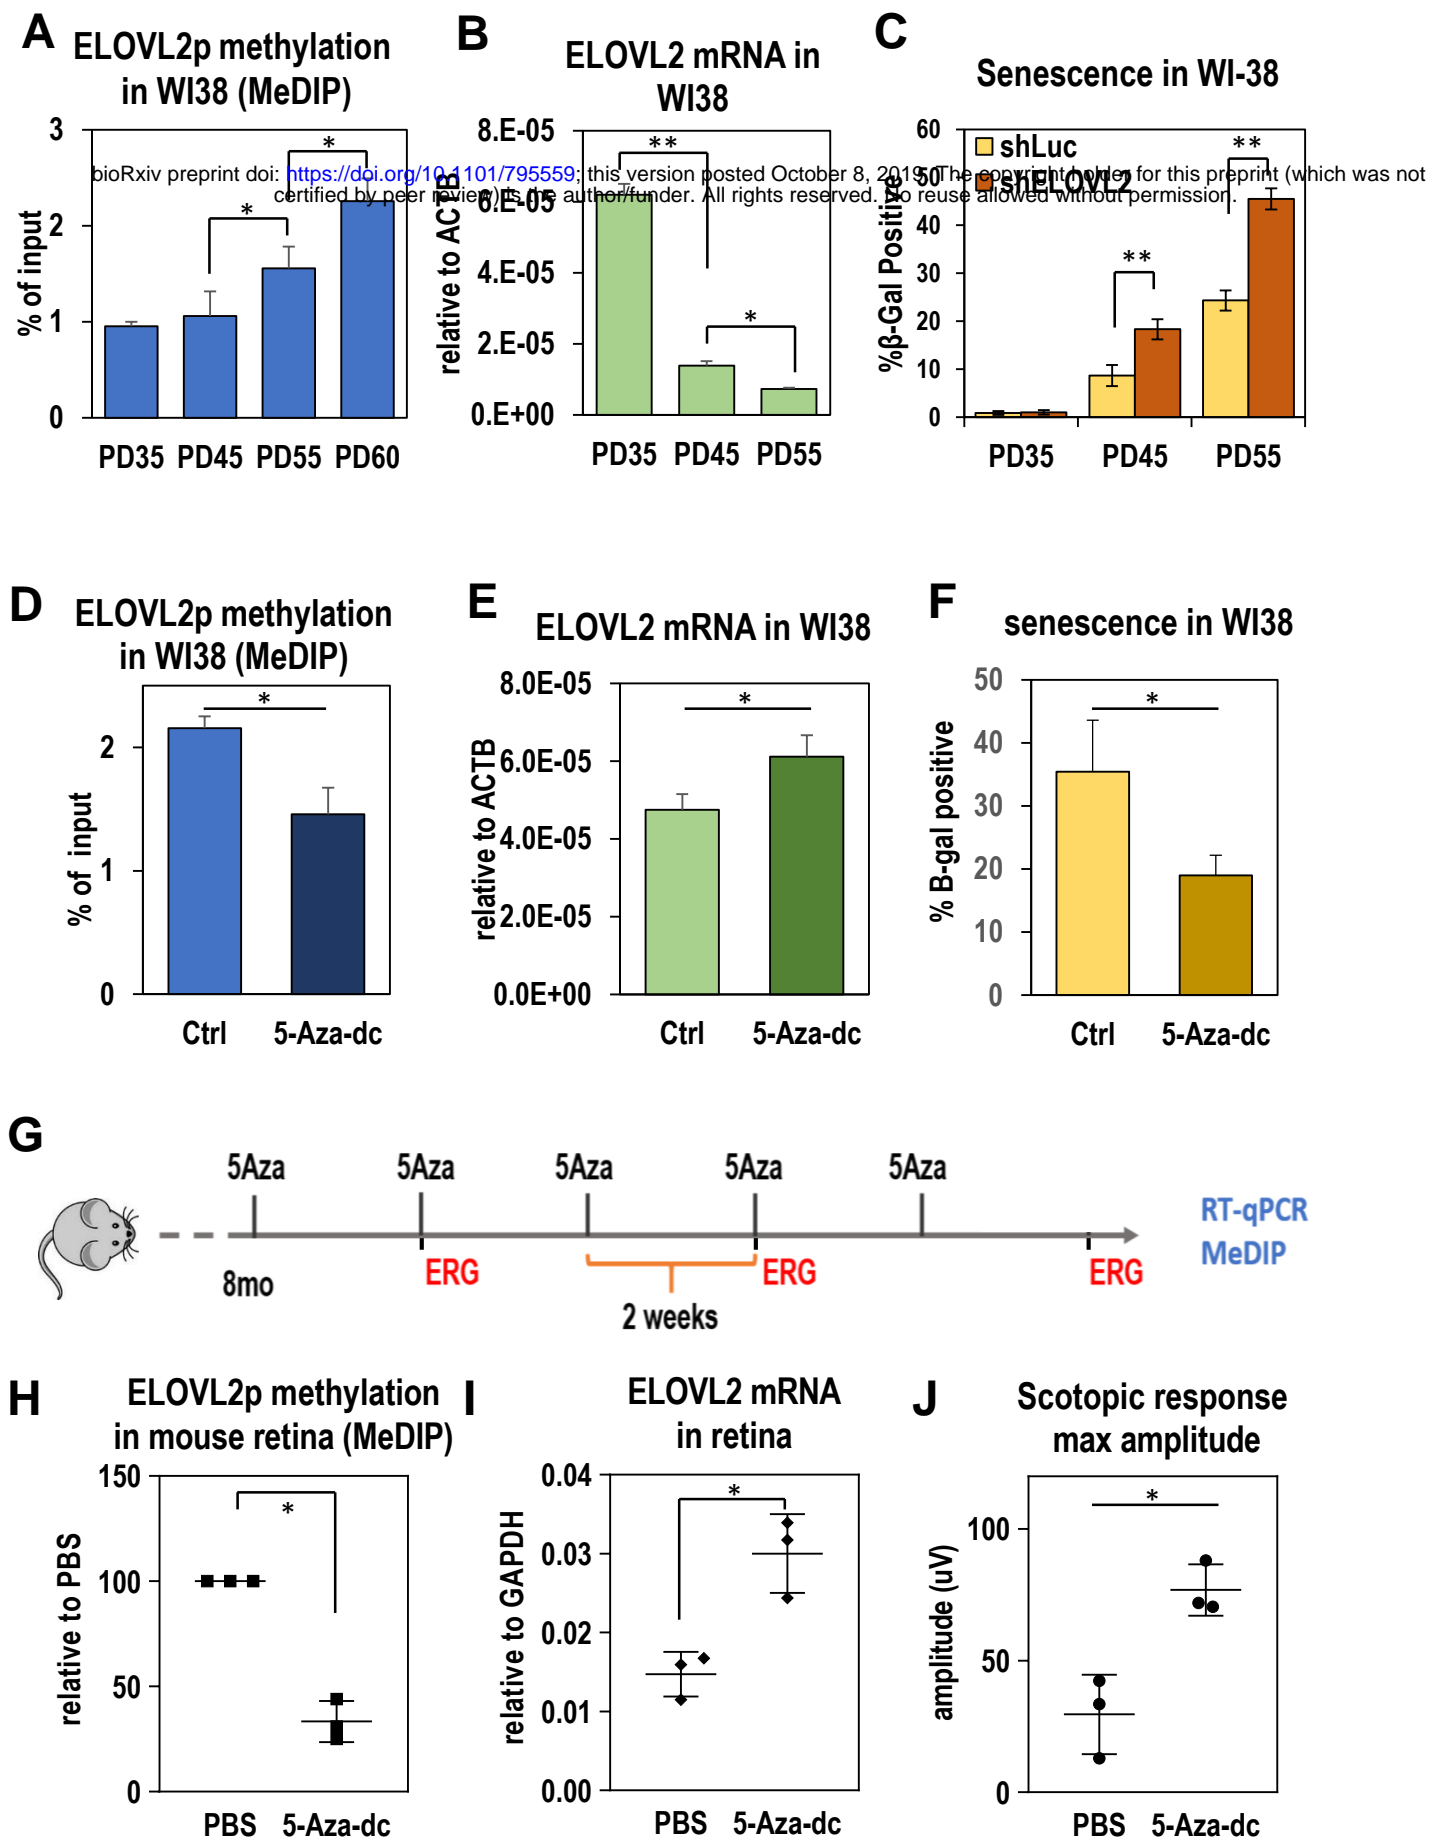 A
ELOVL2p methylation
in WI38 (MeDIP)
3
2
1
0
% of input
*
*
PD35 PD45 PD55 PD60
B
ELOVL2 mRNA in
WI38
8.E-05
6.E-05
4.E-05
2.E-05
0.E+00
relative to ACTB
**
*
PD35 PD45 PD55
C
Senescence in WI-38
60
50
40
30
20
10
0
%β-Gal Positive
shLuc
shELOVL2
**
**
PD35 PD45 PD55
bioRxiv preprint doi: https://doi.org/10.1101/795559; this version posted October 8, 2019. The copyright holder for this preprint (which was not
certified by peer review) is the author/funder. All rights reserved. No reuse allowed without permission.
D
ELOVL2p methylation
in WI38 (MeDIP)
2
1
0
% of input
*
Ctrl 5-Aza-dc
E
ELOVL2 mRNA in WI38
8.0E-05
6.0E-05
4.0E-05
2.0E-05
0.0E+00
relative to ACTB
*
Ctrl 5-Aza-dc
F
senescence in WI38
50
40
30
20
10
0
% B-gal positive
*
Ctrl 5-Aza-dc
G
5Aza 5Aza 5Aza 5Aza 5Aza
8mo
ERG ERG ERG
2 weeks
RT-qPCR
MeDIP
H
ELOVL2p methylation
in mouse retina (MeDIP)
150
100
50
0
relative to PBS
*
PBS 5-Aza-dc
I
ELOVL2 mRNA
in retina
0.04
0.03
0.02
0.01
0.00
relative to GAPDH
*
PBS 5-Aza-dc
J
Scotopic response
max amplitude
100
50
0
amplitude (uV)
*
PBS 5-Aza-dc